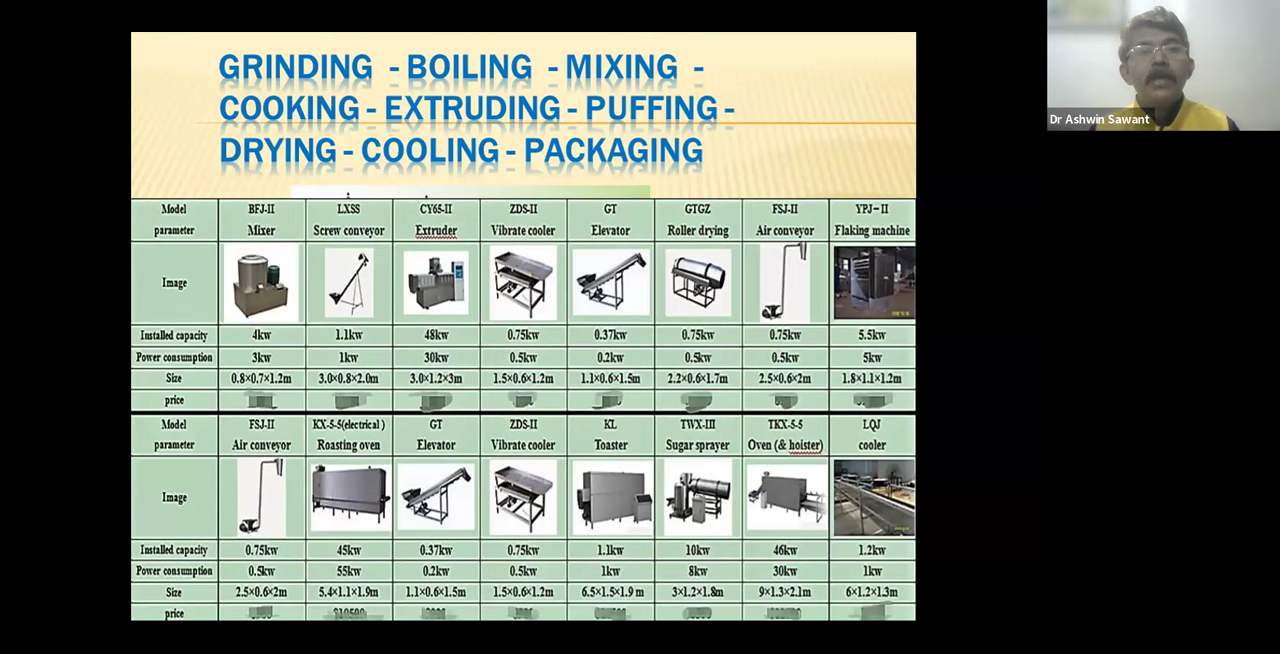 GRINDING - BOILING - MIXING -
COOKING - EXTRUDING - PUFFING -
DRYING - COOLING - PACKAGING
Dr Ashwin Sawant
Model parameter BFJ-II Mixer LXSS Screw conveyor CY65-II Extruder ZDS-II Vibrate cooler GT Elevator GTGZ Roller drying FSJ-II Air conveyor YPJ-II Flaking machine
Image
Installed capacity 4kw 1.1kw 48kw 0.75kw 0.37kw 0.75kw 0.75kw 5.5kw
Power consumption 3kw 1kw 30kw 0.5kw 0.2kw 0.5kw 0.5kw 5kw
Size 0.8×0.7×1.2m 3.0×0.8×2.0m 3.0×1.2×3m 1.5×0.6×1.2m 1.1×0.6×1.5m 2.2×0.6×1.7m 2.5×0.6×2m 1.8×1.1×1.2m
price
Model parameter FSJ-II Air conveyor KX-5-5(electrical ) Roasting oven GT Elevator ZDS-II Vibrate cooler KL Toaster TWX-III Sugar sprayer TKX-5-5 Oven (& hoister) LQJ cooler
Image
Installed capacity 0.75kw 45kw 0.37kw 0.75kw 1.1kw 10kw 46kw 1.2kw
Power consumption 0.5kw 55kw 0.2kw 0.5kw 1kw 8kw 30kw 1kw
Size 2.5×0.6×2m 5.4×1.1×1.9m 1.1×0.6×1.5m 1.5×0.6×1.2m 6.5×1.5×1.9 m 3×1.2×1.8m 9×1.3×2.1m 6×1.2×1.3m
price